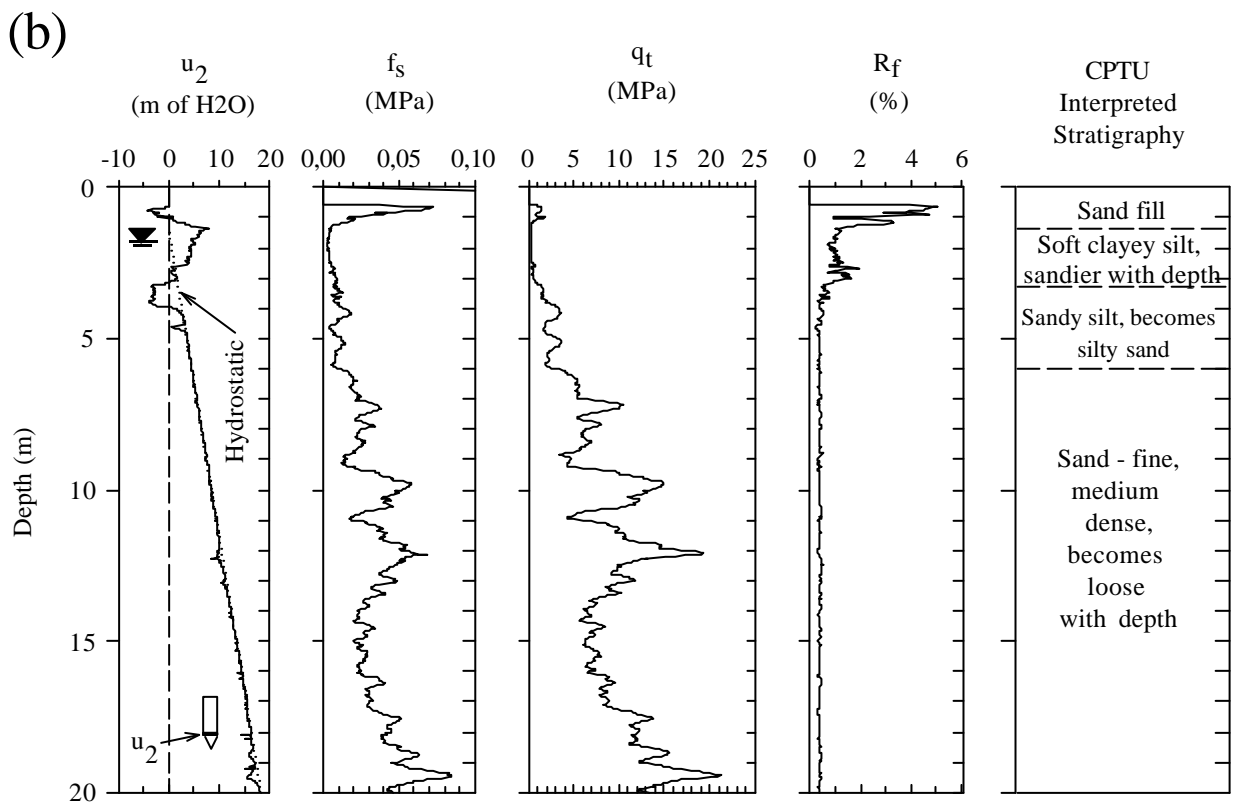 (b)
u2
(m of H2O)
-10 0 10 20
fs
(MPa)
0,00 0,05 0,10
qt
(MPa)
0 5 10 15 20 25
Rf
(%)
0 2 4 6
CPTU
Interpreted
Stratigraphy
Depth (m)
0
5
10
15
20
Hydrostatic
u2
Sand fill
Soft clayey silt,
sandier with depth
Sandy silt, becomes
silty sand
Sand - fine,
medium
dense,
becomes
loose
with depth